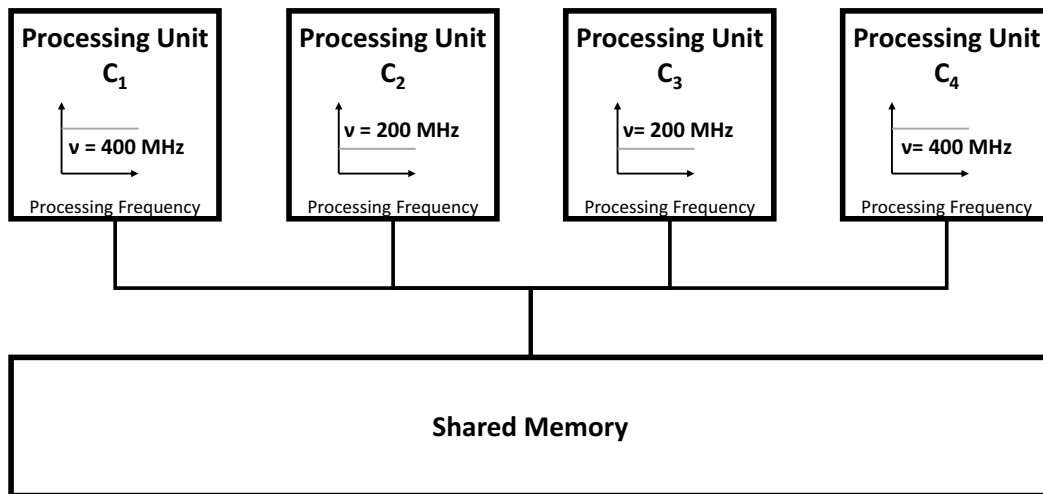 Processing Unit
C₁
ν = 400 MHz
Processing Frequency
Processing Unit
C₂
ν = 200 MHz
Processing Frequency
Processing Unit
C₃
ν= 200 MHz
Processing Frequency
Processing Unit
C₄
ν= 400 MHz
Processing Frequency
Shared Memory